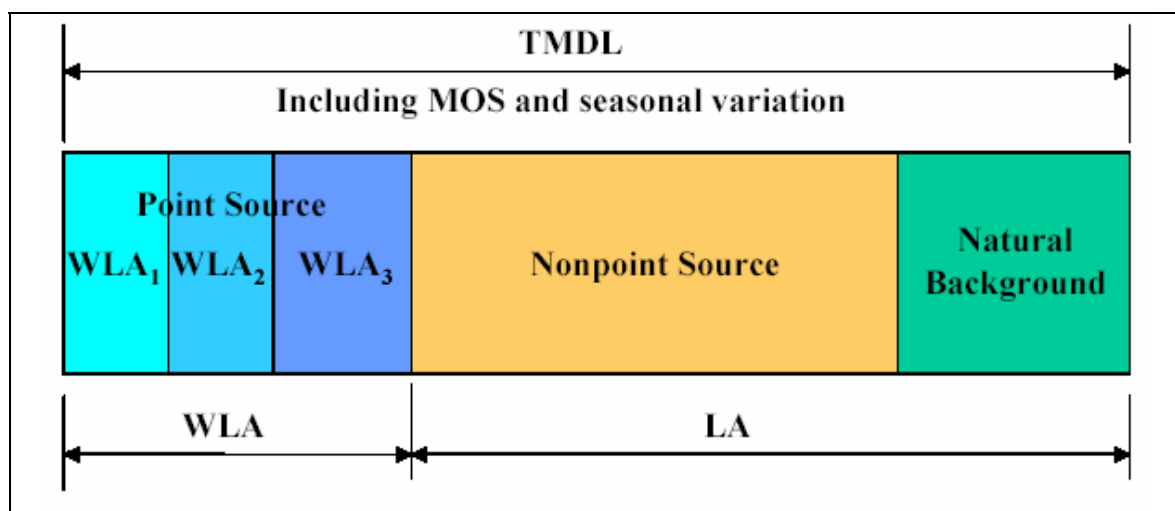 TMDL
Including MOS and seasonal variation
Point Source
WLA₁ WLA₂ WLA₃
Nonpoint Source
Natural
Background
WLA
LA